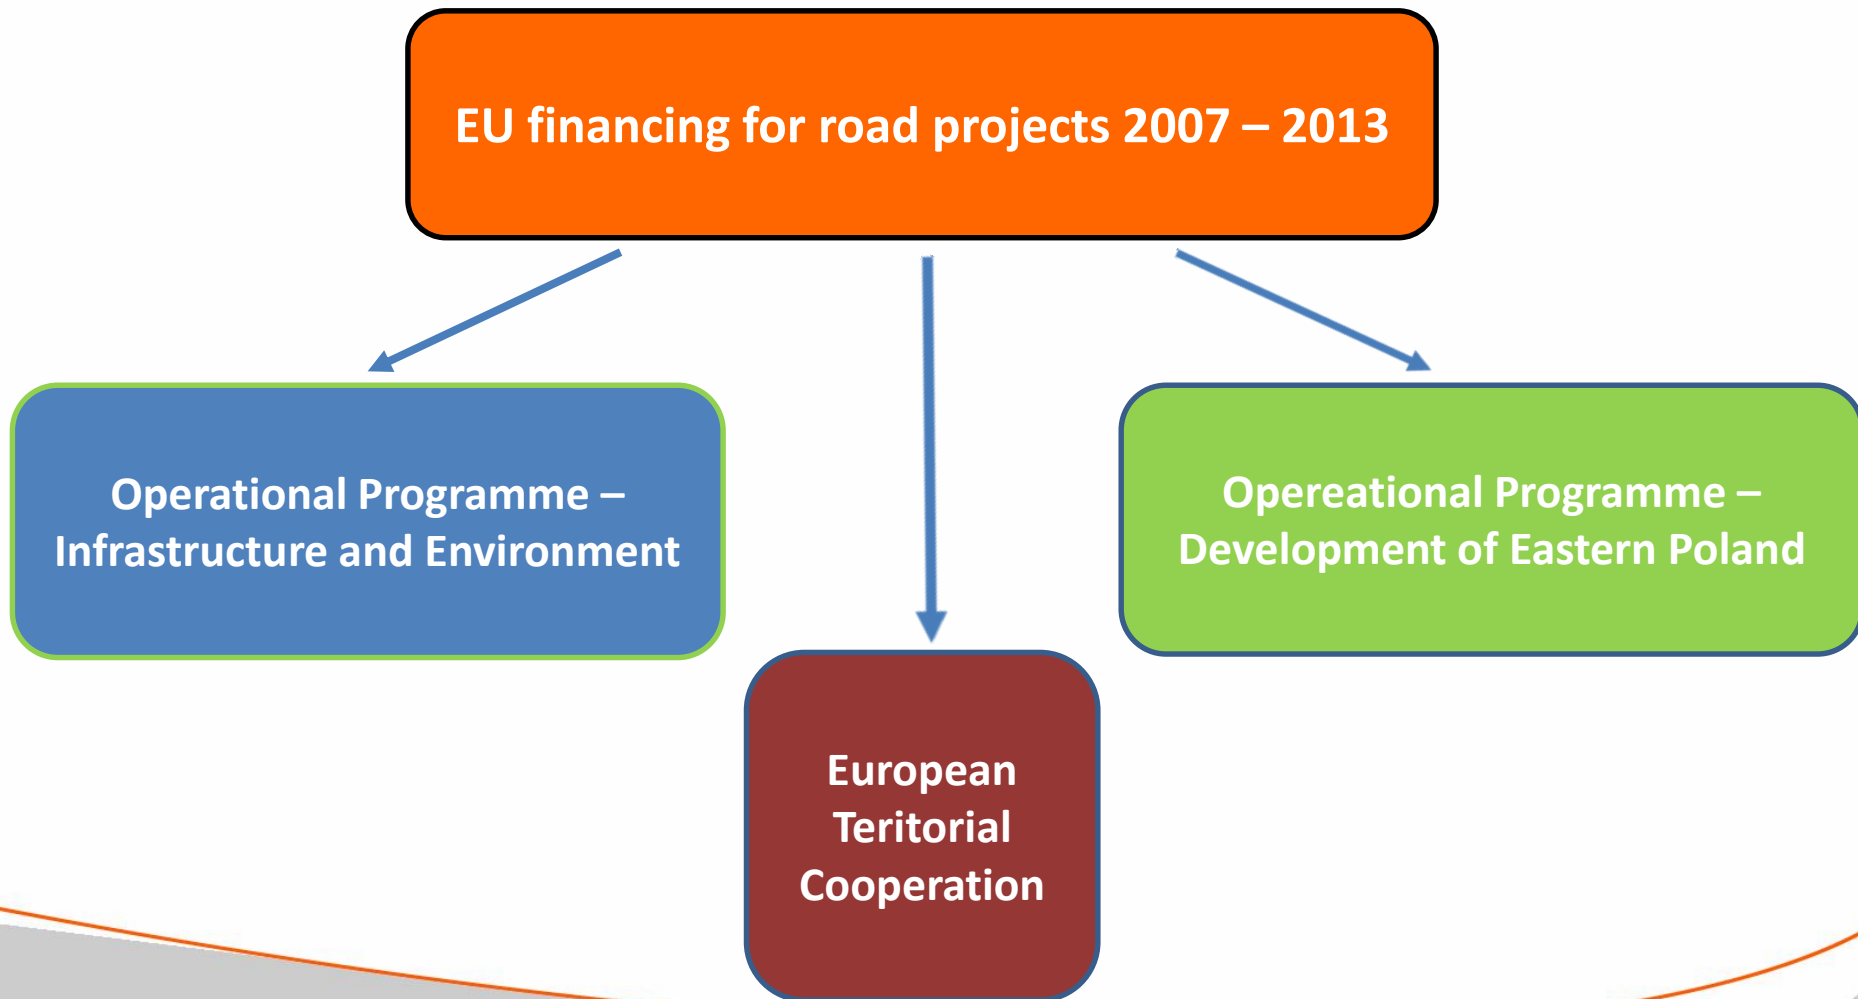 EU financing for road projects 2007 – 2013
Operational Programme –
Infrastructure and Environment
Opereational Programme –
Development of Eastern Poland
European
Teritorial
Cooperation